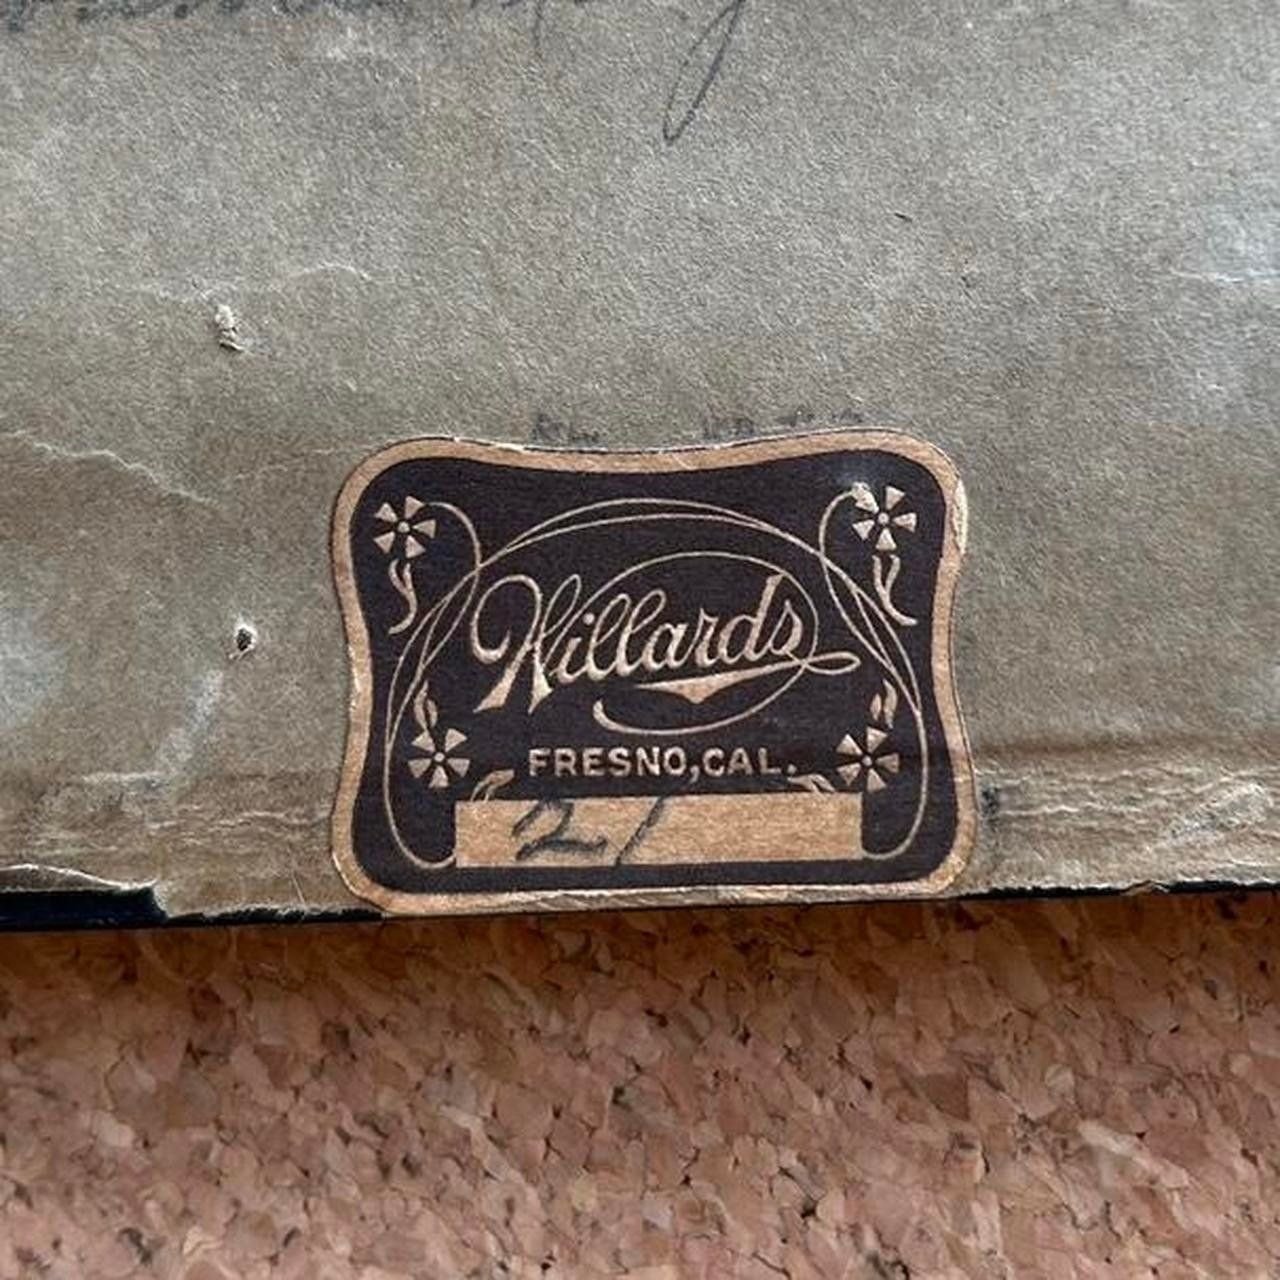 Willards
FRESNO, CAL.
21